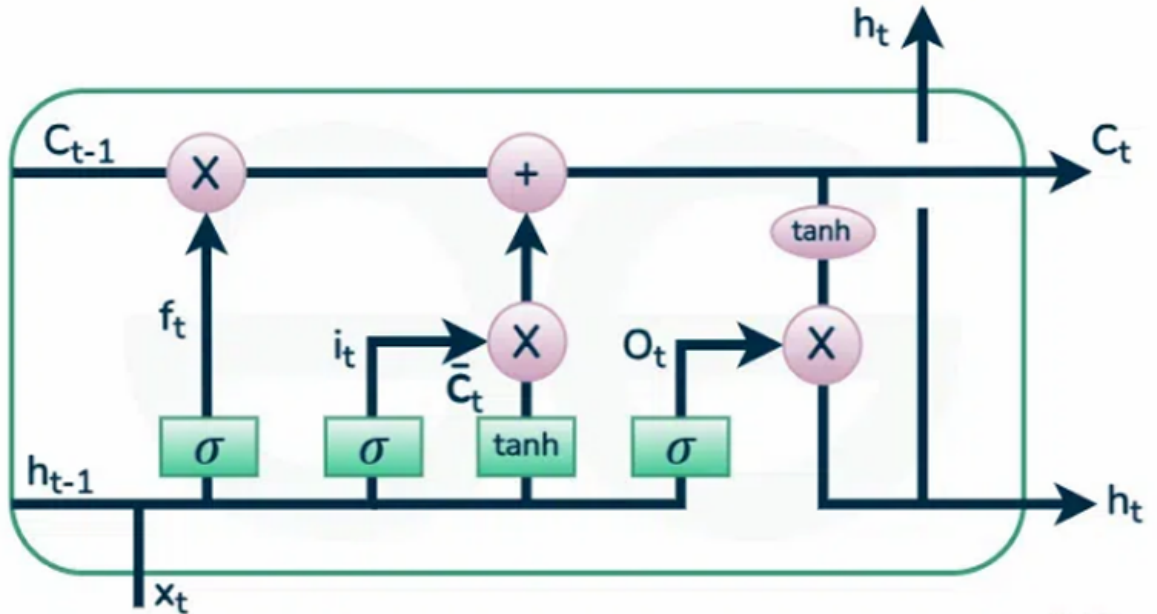 hₜ
Cₜ₋₁
X
+
Cₜ
tanh
fₜ
iₜ
C̄ₜ
X
Oₜ
X
σ
σ
tanh
σ
hₜ₋₁
hₜ
xₜ